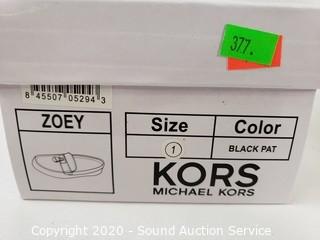 377.
8 45507 05294 3
ZOEY
Size
Color
1
BLACK PAT
KORS
MICHAEL KORS
Copyright 2020 - Sound Auction Service